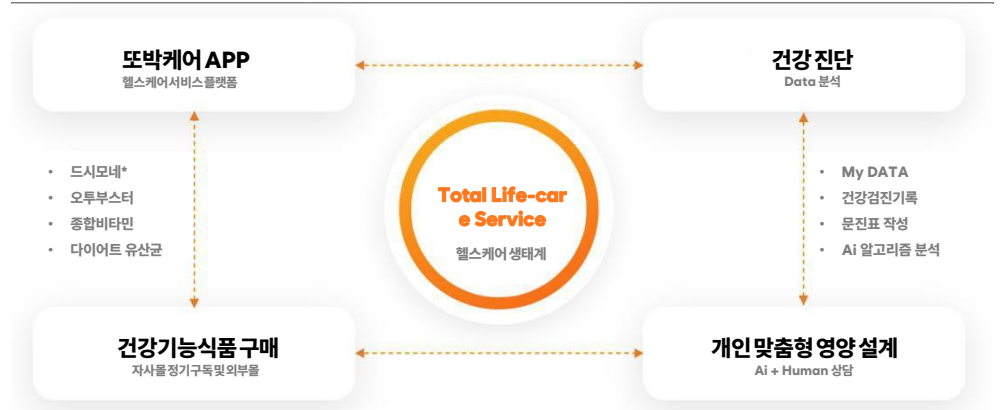 또박케어 APP
헬스케어서비스플랫폼
건강 진단
Data 분석
• 드시모네*
• 오투부스터
• 종합비타민
• 다이어트 유산균
Total Life-car
e Service
헬스케어 생태계
• My DATA
• 건강검진기록
• 문진표 작성
• Ai 알고리즘 분석
건강기능식품 구매
자사몰 정기구독 및 외부몰
개인 맞춤형 영양 설계
Ai + Human 상담